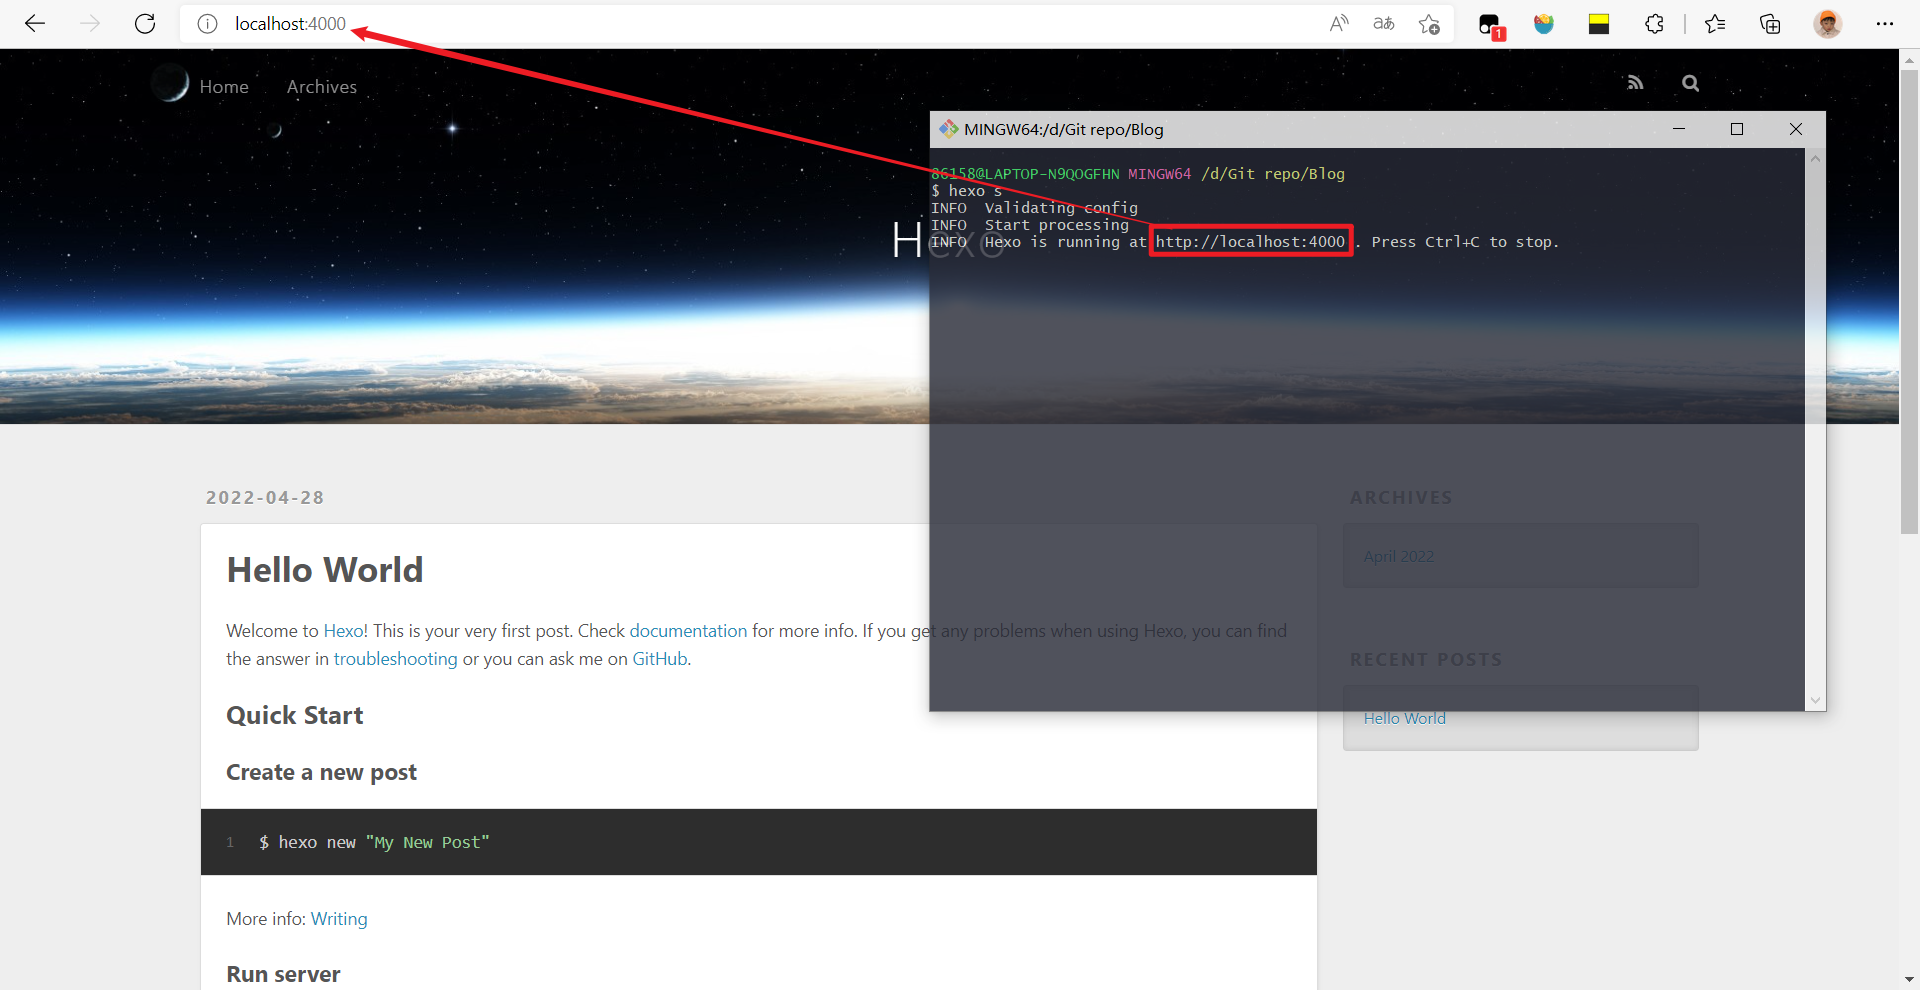 localhost:4000
1
Home
Archives
MINGW64:/d/Git repo/Blog
86158@LAPTOP-N9QOGFHN MINGW64 /d/Git repo/Blog
$ hexo s
INFO  Validating config
INFO  Start processing
INFO  Hexo is running at http://localhost:4000 . Press Ctrl+C to stop.
Hexo
2022-04-28
Hello World
Welcome to Hexo! This is your very first post. Check documentation for more info. If you get any problems when using Hexo, you can find
the answer in troubleshooting or you can ask me on GitHub.
Quick Start
Create a new post
1 $ hexo new "My New Post"
More info: Writing
Run server
ARCHIVES
April 2022
RECENT POSTS
Hello World